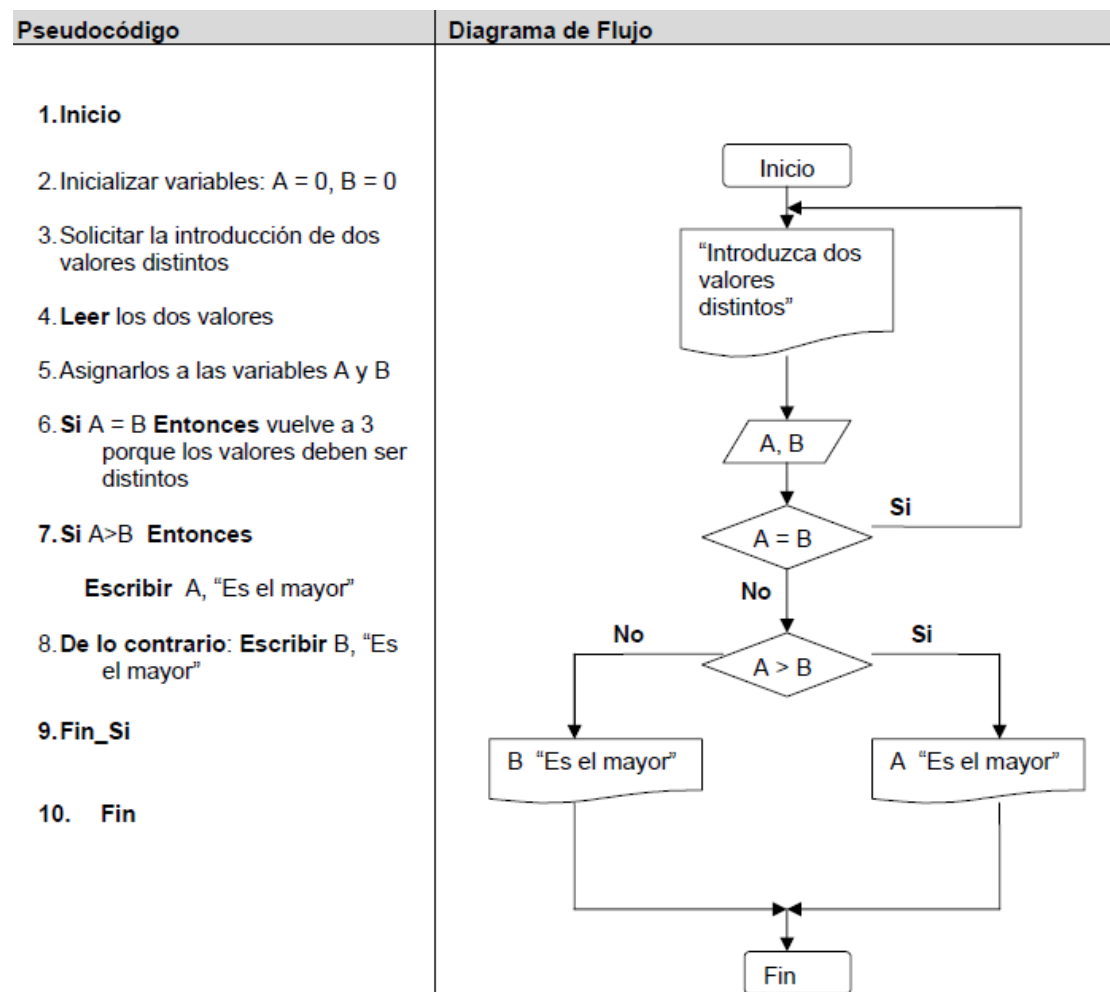 Pseudocódigo
Diagrama de Flujo
1. Inicio
2. Inicializar variables: A = 0, B = 0
3. Solicitar la introducción de dos
valores distintos
4. Leer los dos valores
5. Asignarlos a las variables A y B
6. Si A = B Entonces vuelve a 3
porque los valores deben ser
distintos
7. Si A>B Entonces
Escribir A, “Es el mayor”
8. De lo contrario: Escribir B, “Es
el mayor”
9. Fin_Si
10. Fin
Inicio
“Introduzca dos
valores
distintos”
A, B
Si
A = B
No
No
Si
A > B
B “Es el mayor”
A “Es el mayor”
Fin